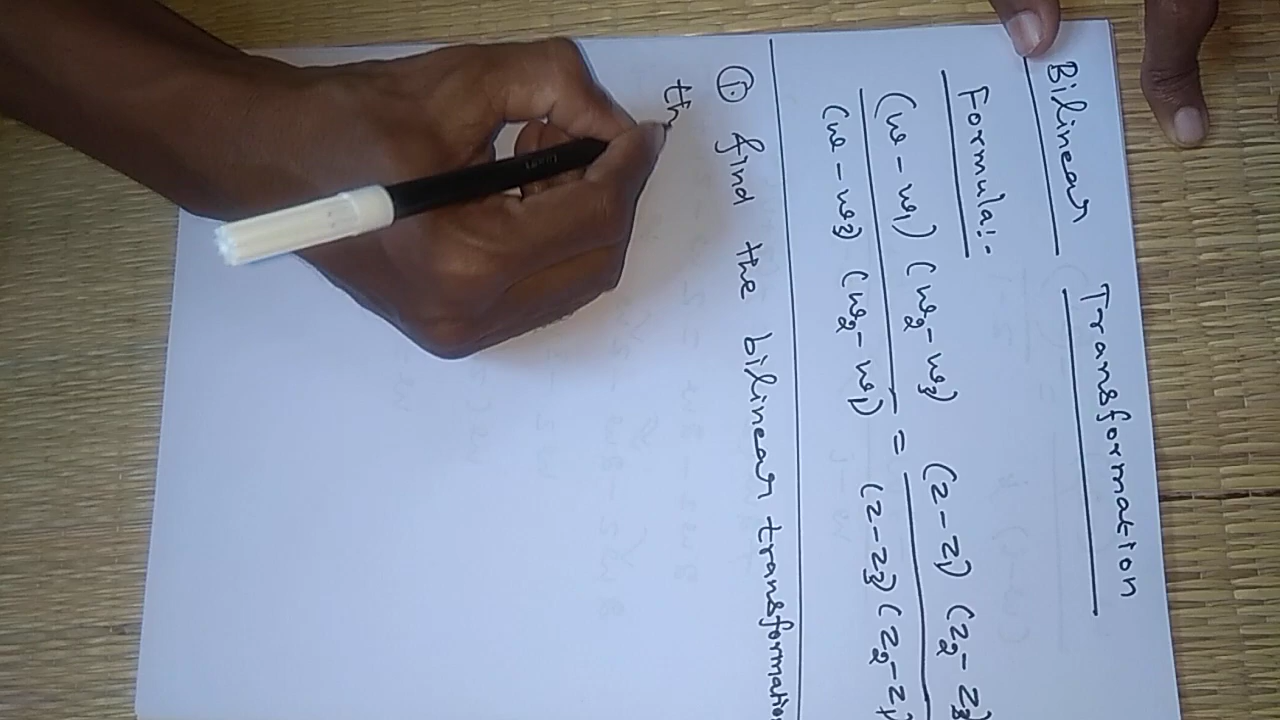 Bilinear Transformation
Formula:-
(w-w1) (w2-w3) / (w-w3) (w2-w1) = (z-z1) (z2-z3) / (z-z3) (z2-z1)
① find the bilinear transformation
th